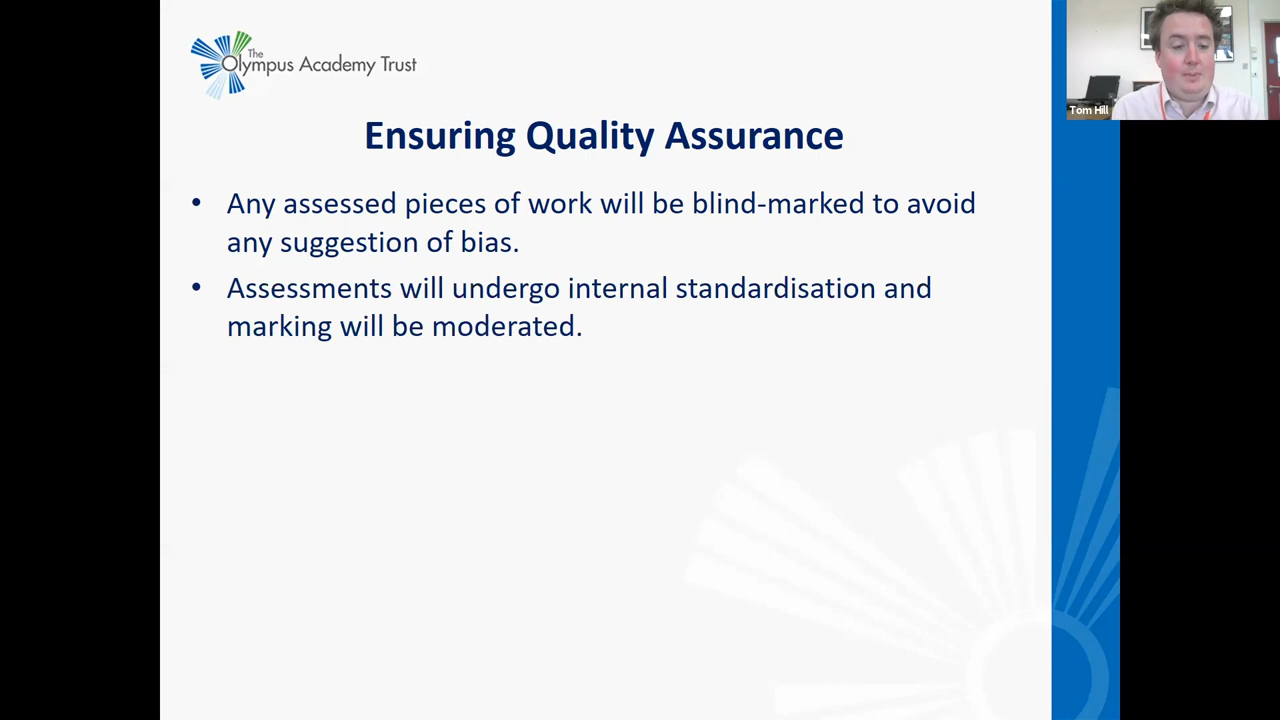 The
Olympus Academy Trust
Tom Hill
Ensuring Quality Assurance
• Any assessed pieces of work will be blind-marked to avoid
any suggestion of bias.
• Assessments will undergo internal standardisation and
marking will be moderated.